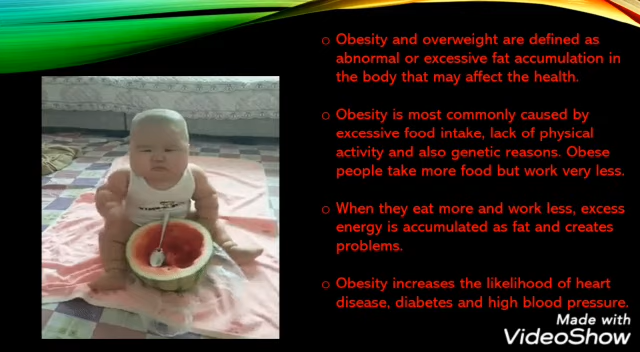 o Obesity and overweight are defined as
abnormal or excessive fat accumulation in
the body that may affect the health.
o Obesity is most commonly caused by
excessive food intake, lack of physical
activity and also genetic reasons. Obese
people take more food but work very less.
o When they eat more and work less, excess
energy is accumulated as fat and creates
problems.
o Obesity increases the likelihood of heart
disease, diabetes and high blood pressure.
Made with
VideoShow